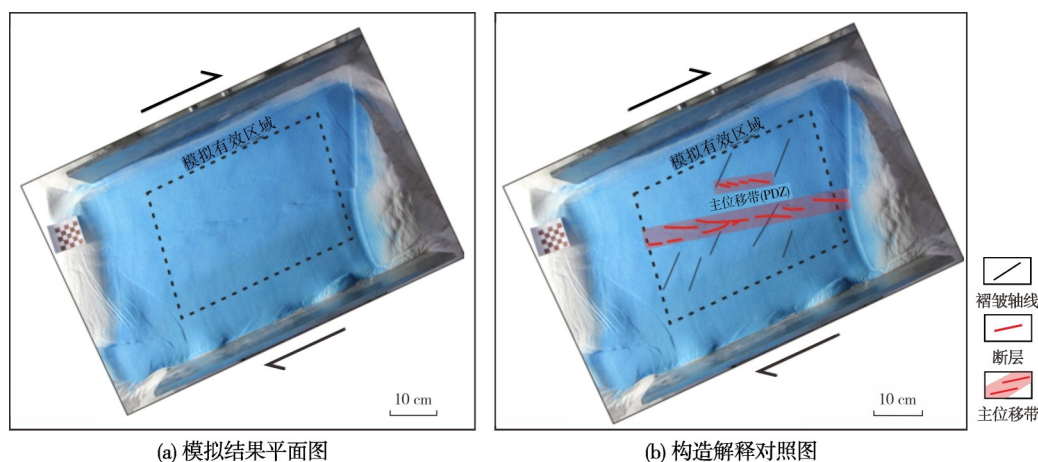 模拟有效区域
10 cm
(a) 模拟结果平面图
模拟有效区域
主位移带(PDZ)
10 cm
(b) 构造解释对照图
褶皱轴线
断层
主位移带